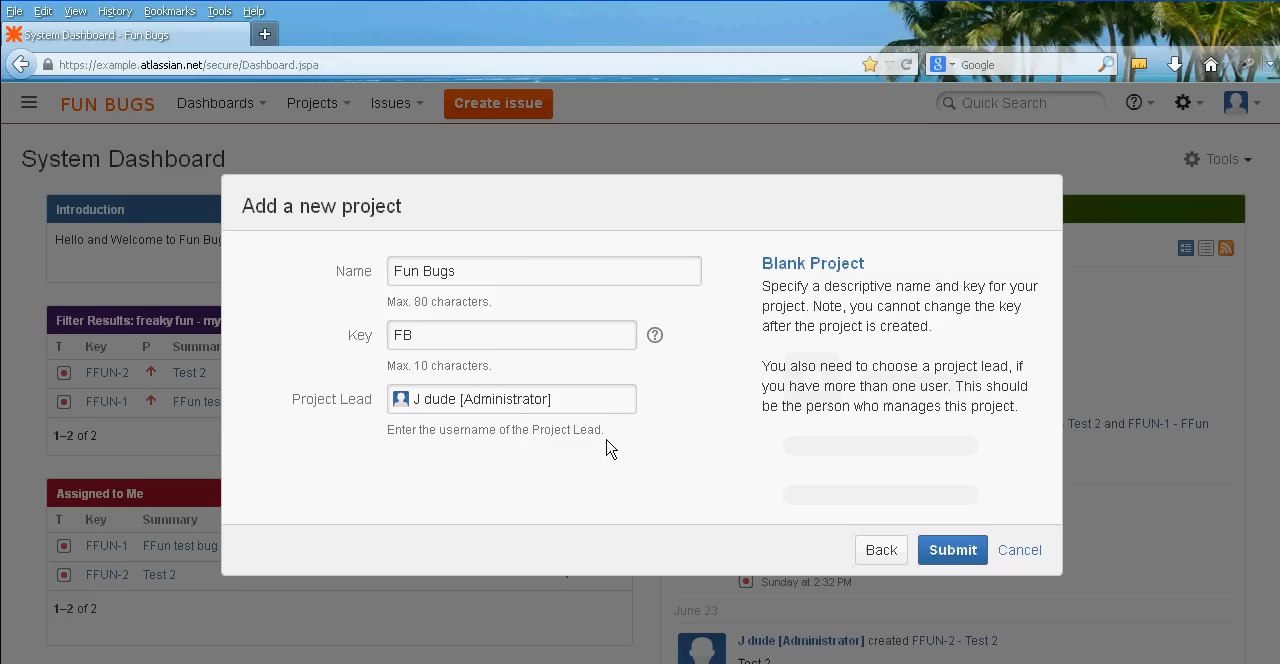 File Edit View History Bookmarks Tools Help
System Dashboard - Fun Bugs
https://example.atlassian.net/secure/Dashboard.jspa
Google
FUN BUGS Dashboards Projects Issues Create issue Quick Search
System Dashboard
Tools
Add a new project
Name Fun Bugs
Max. 80 characters.
Key FB
Max. 10 characters.
Project Lead J dude [Administrator]
Enter the username of the Project Lead.
Blank Project
Specify a descriptive name and key for your
project. Note, you cannot change the key
after the project is created.
You also need to choose a project lead, if
you have more than one user. This should
be the person who manages this project.
Back Submit Cancel
Introduction
Hello and Welcome to Fun
Filter Results: freaky fun - my
T Key P
FFUN-2 Test 2
FFUN-1 FFun tes
1–2 of 2
Assigned to Me
T Key Summary
FFUN-1 FFun test bug
FFUN-2 Test 2
1–2 of 2
- Test 2 and FFUN-1 - FFun
Sunday at 2:32 PM
June 23
J dude [Administrator] created FFUN-2 - Test 2
Test 2